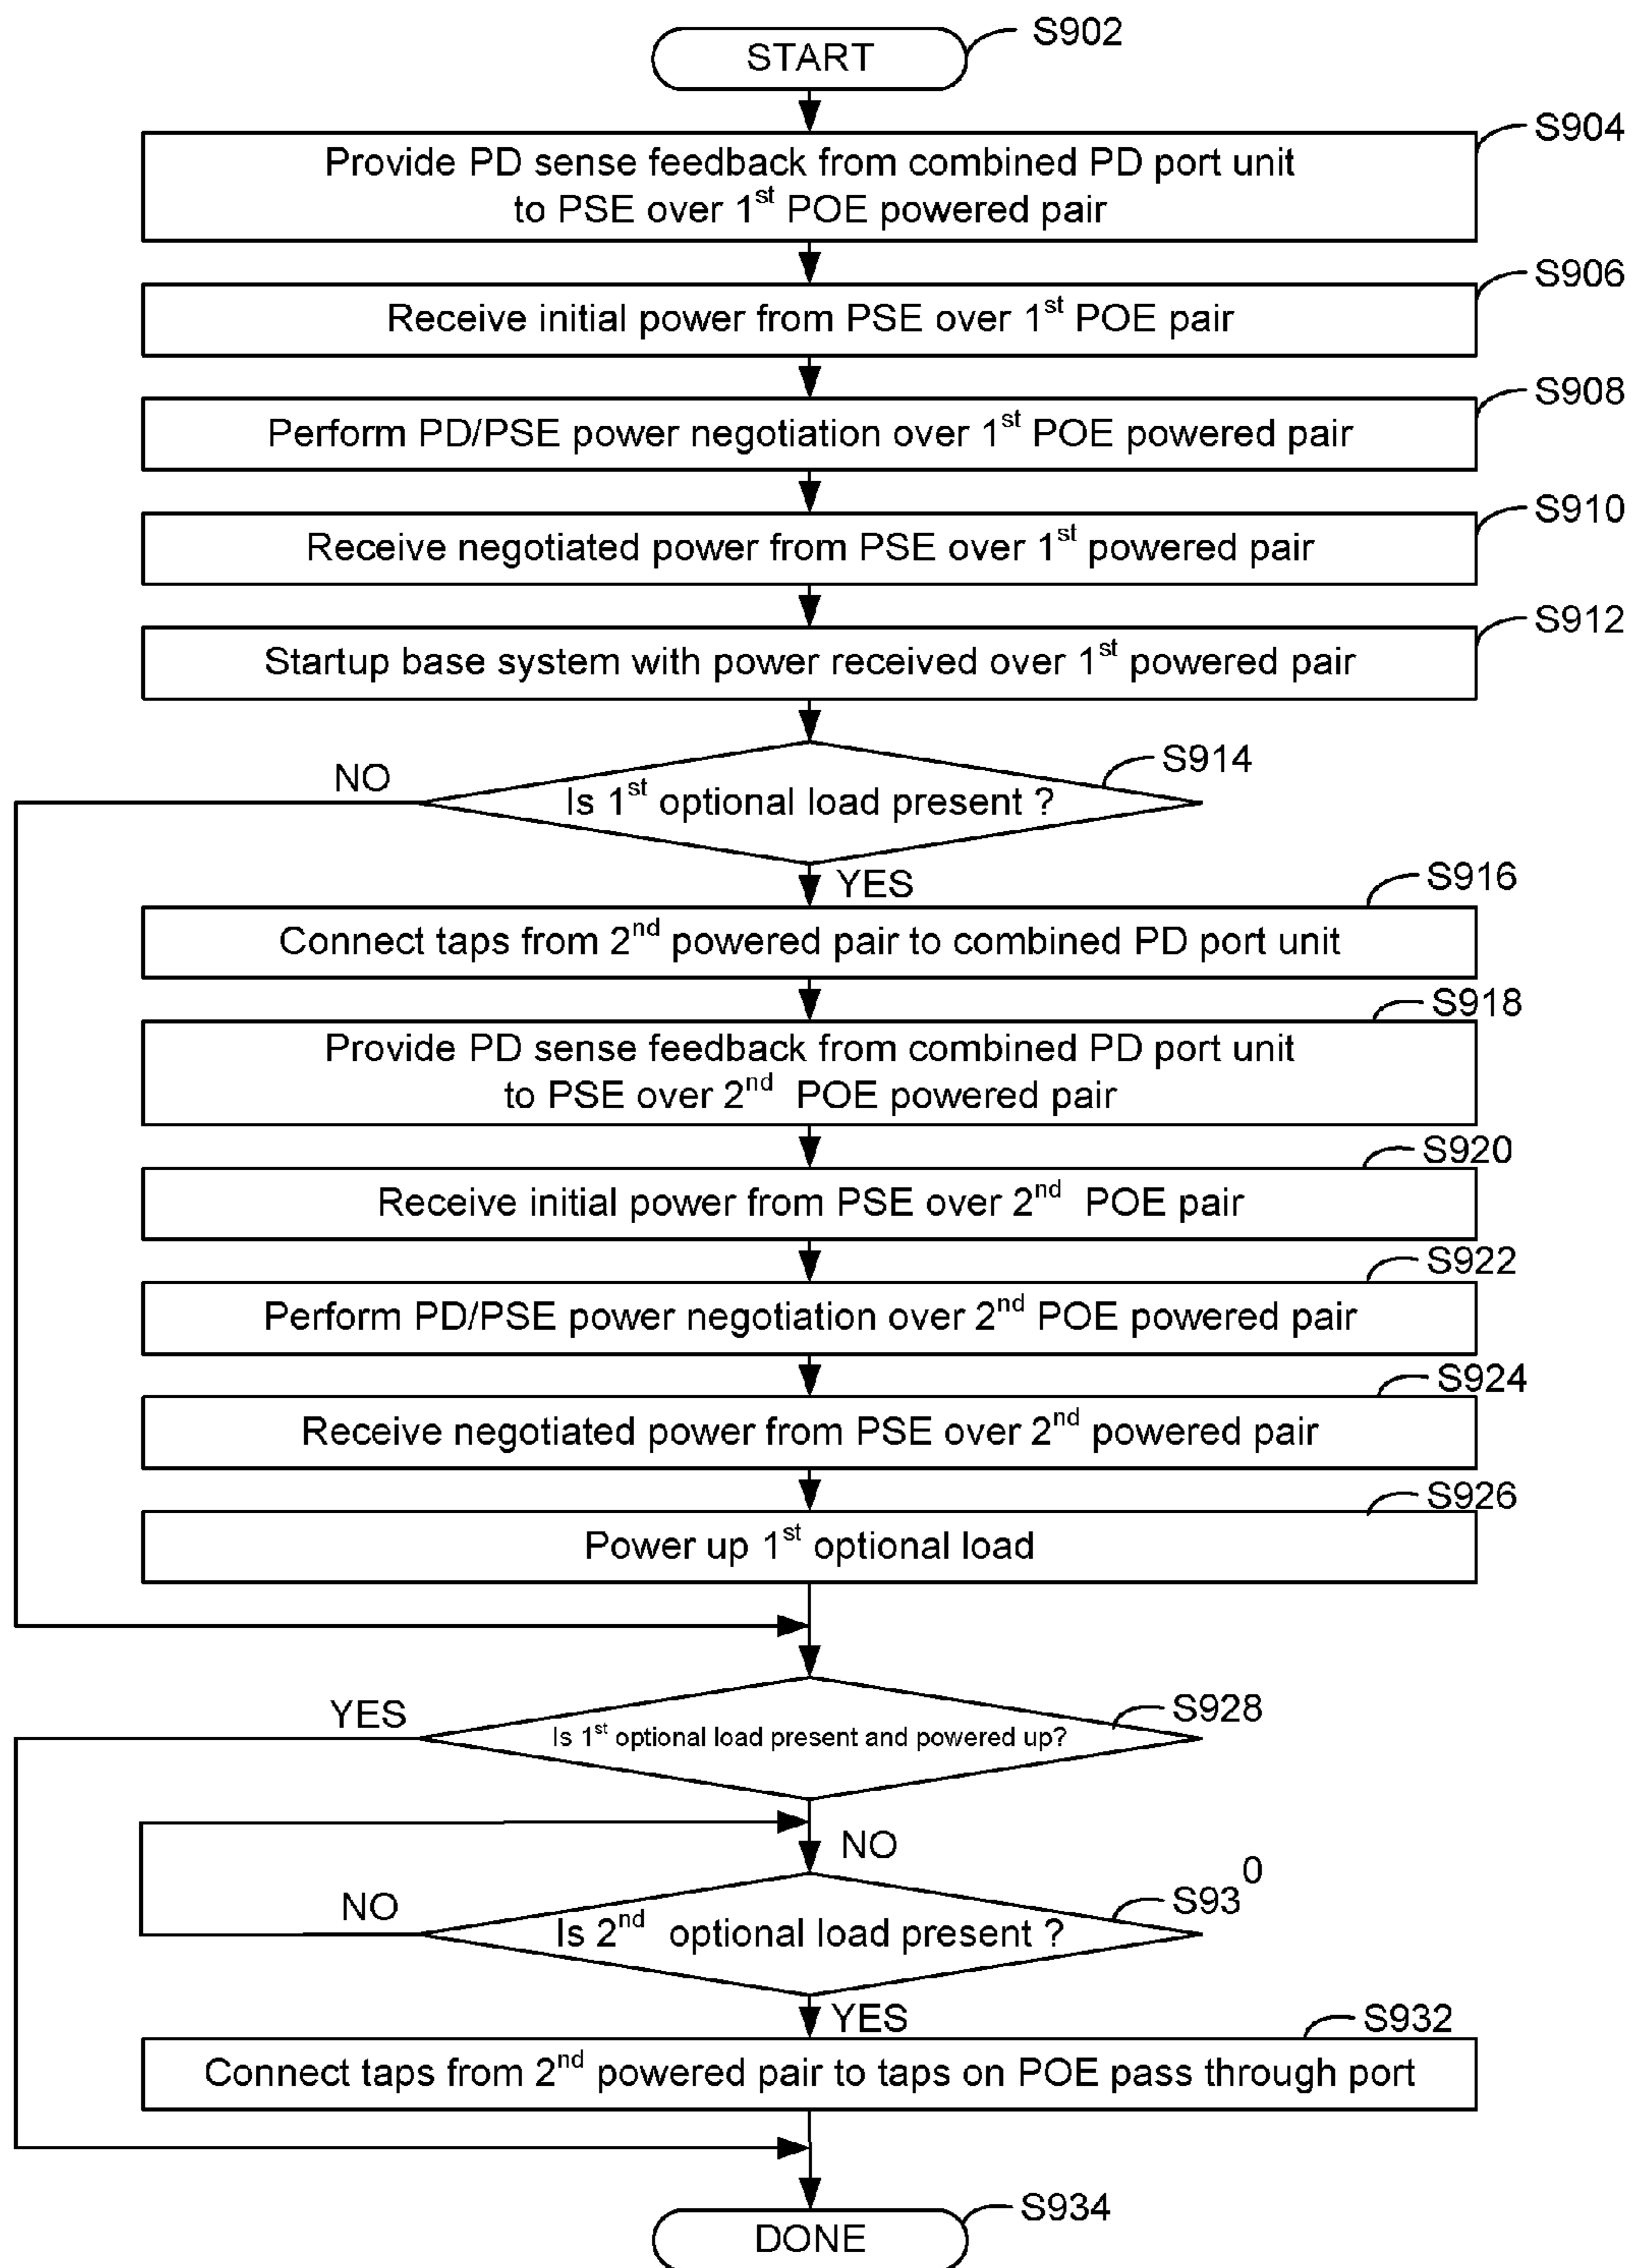 START
S902
S904
Provide PD sense feedback from combined PD port unit
to PSE over 1st POE powered pair
S906
Receive initial power from PSE over 1st POE pair
S908
Perform PD/PSE power negotiation over 1st POE powered pair
S910
Receive negotiated power from PSE over 1st powered pair
S912
Startup base system with power received over 1st powered pair
S914
NO
Is 1st optional load present ?
YES
S916
Connect taps from 2nd powered pair to combined PD port unit
S918
Provide PD sense feedback from combined PD port unit
to PSE over 2nd POE powered pair
S920
Receive initial power from PSE over 2nd POE pair
S922
Perform PD/PSE power negotiation over 2nd POE powered pair
S924
Receive negotiated power from PSE over 2nd powered pair
S926
Power up 1st optional load
YES
S928
Is 1st optional load present and powered up?
NO
S930
NO
Is 2nd optional load present ?
YES
S932
Connect taps from 2nd powered pair to taps on POE pass through port
S934
DONE